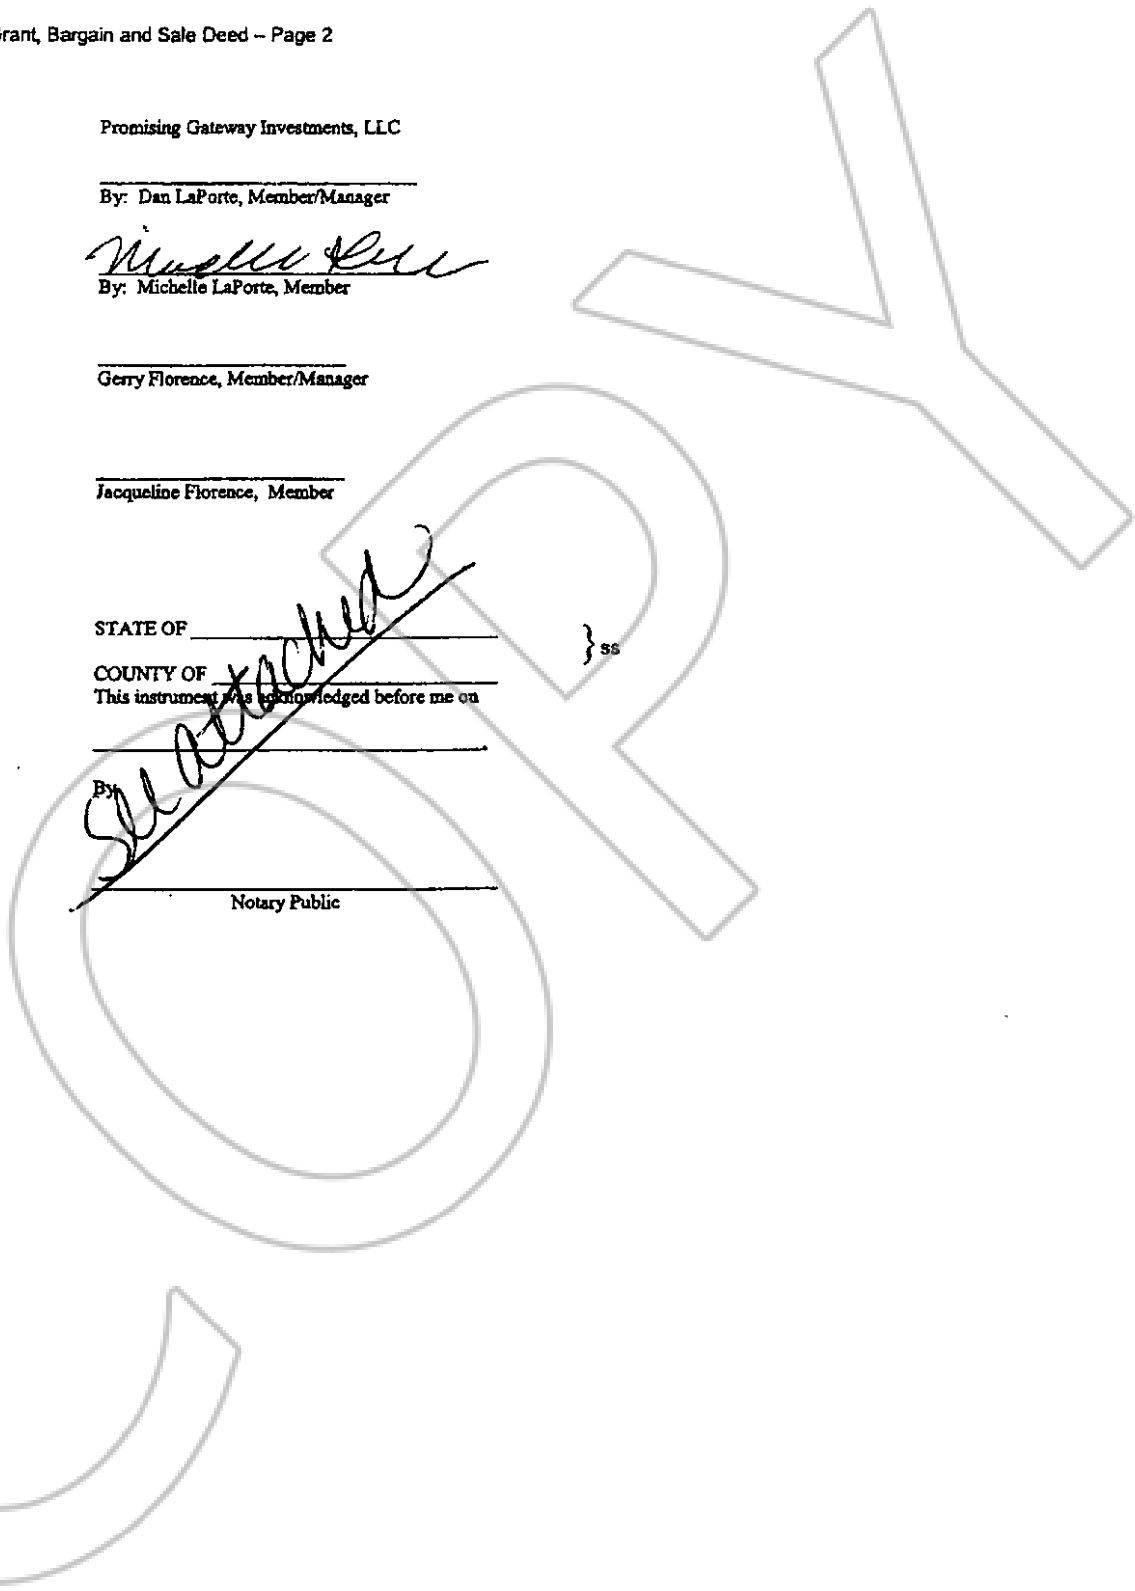 rant, Bargain and Sale Deed – Page 2
Promising Gateway Investments, LLC
By: Dan LaPorte, Member/Manager
By: Michelle LaPorte, Member
Gerry Florence, Member/Manager
Jacqueline Florence, Member
STATE OF
} ss
COUNTY OF
This instrument was acknowledged before me on
By
See attached
Notary Public
COPY